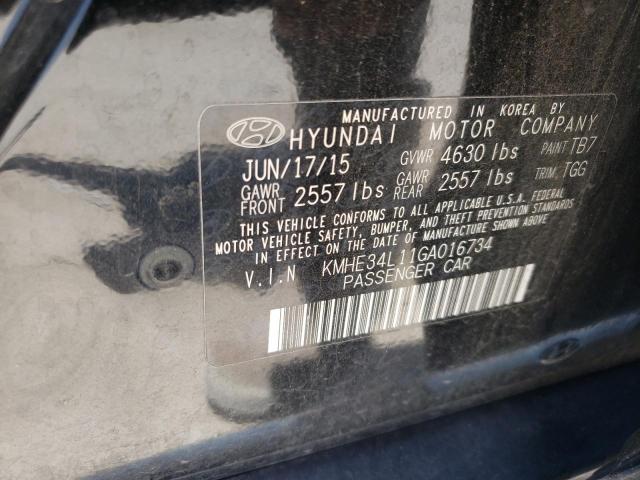 MANUFACTURED IN KOREA BY
HYUNDAI MOTOR COMPANY
JUN/17/15 GVWR 4630 lbs PAINT TB7
GAWR FRONT 2557 lbs GAWR REAR 2557 lbs TRIM, TGG
THIS VEHICLE CONFORMS TO ALL APPLICABLE U.S.A. FEDERAL
MOTOR VEHICLE SAFETY, BUMPER, AND THEFT PREVENTION STANDARDS
IN EFFECT ON THE DATE OF MANUFACTURE SHOWN ABOVE
V.I.N KMHE34L11GA016734
PASSENGER CAR